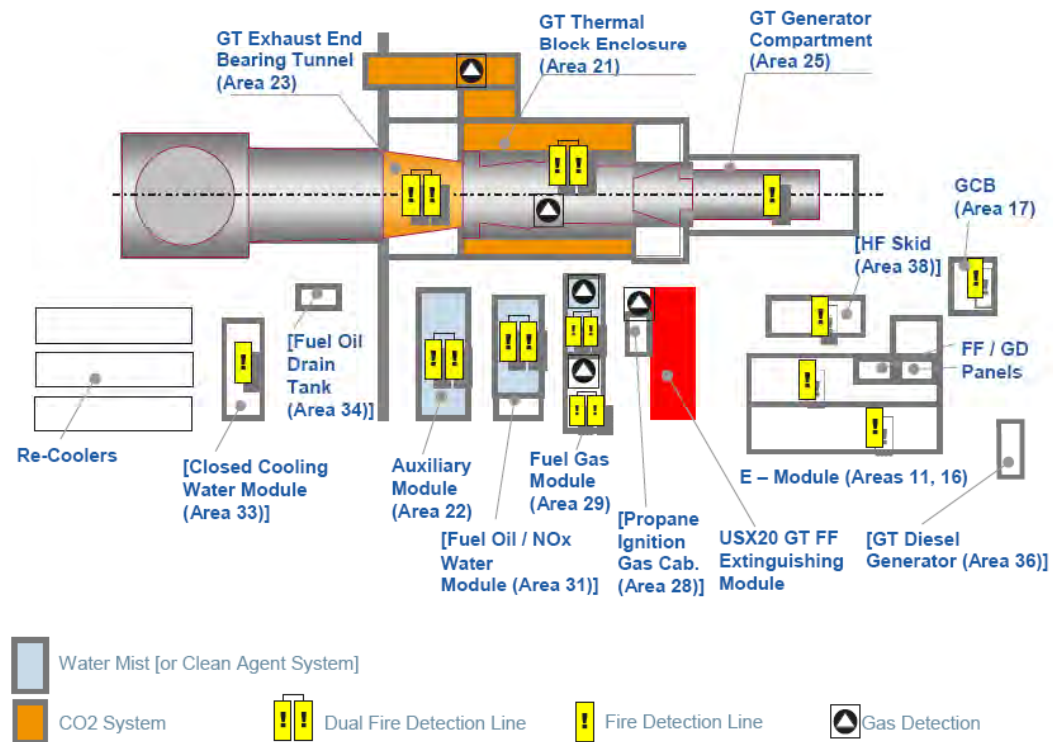 GT Exhaust End
Bearing Tunnel
(Area 23)
GT Thermal
Block Enclosure
(Area 21)
GT Generator
Compartment
(Area 25)
GCB
(Area 17)
[HF Skid
(Area 38)]
FF / GD
Panels
[Fuel Oil
Drain
Tank
(Area 34)]
Re-Coolers
[Closed Cooling
Water Module
(Area 33)]
Auxiliary
Module
(Area 22)
[Fuel Oil / NOx
Water
Module (Area 31)]
Fuel Gas
Module
(Area 29)
[Propane
Ignition
Gas Cab.
(Area 28)]
USX20 GT FF
Extinguishing
Module
E – Module (Areas 11, 16)
[GT Diesel
Generator (Area 36)]
Water Mist [or Clean Agent System]
CO2 System
Dual Fire Detection Line
Fire Detection Line
Gas Detection